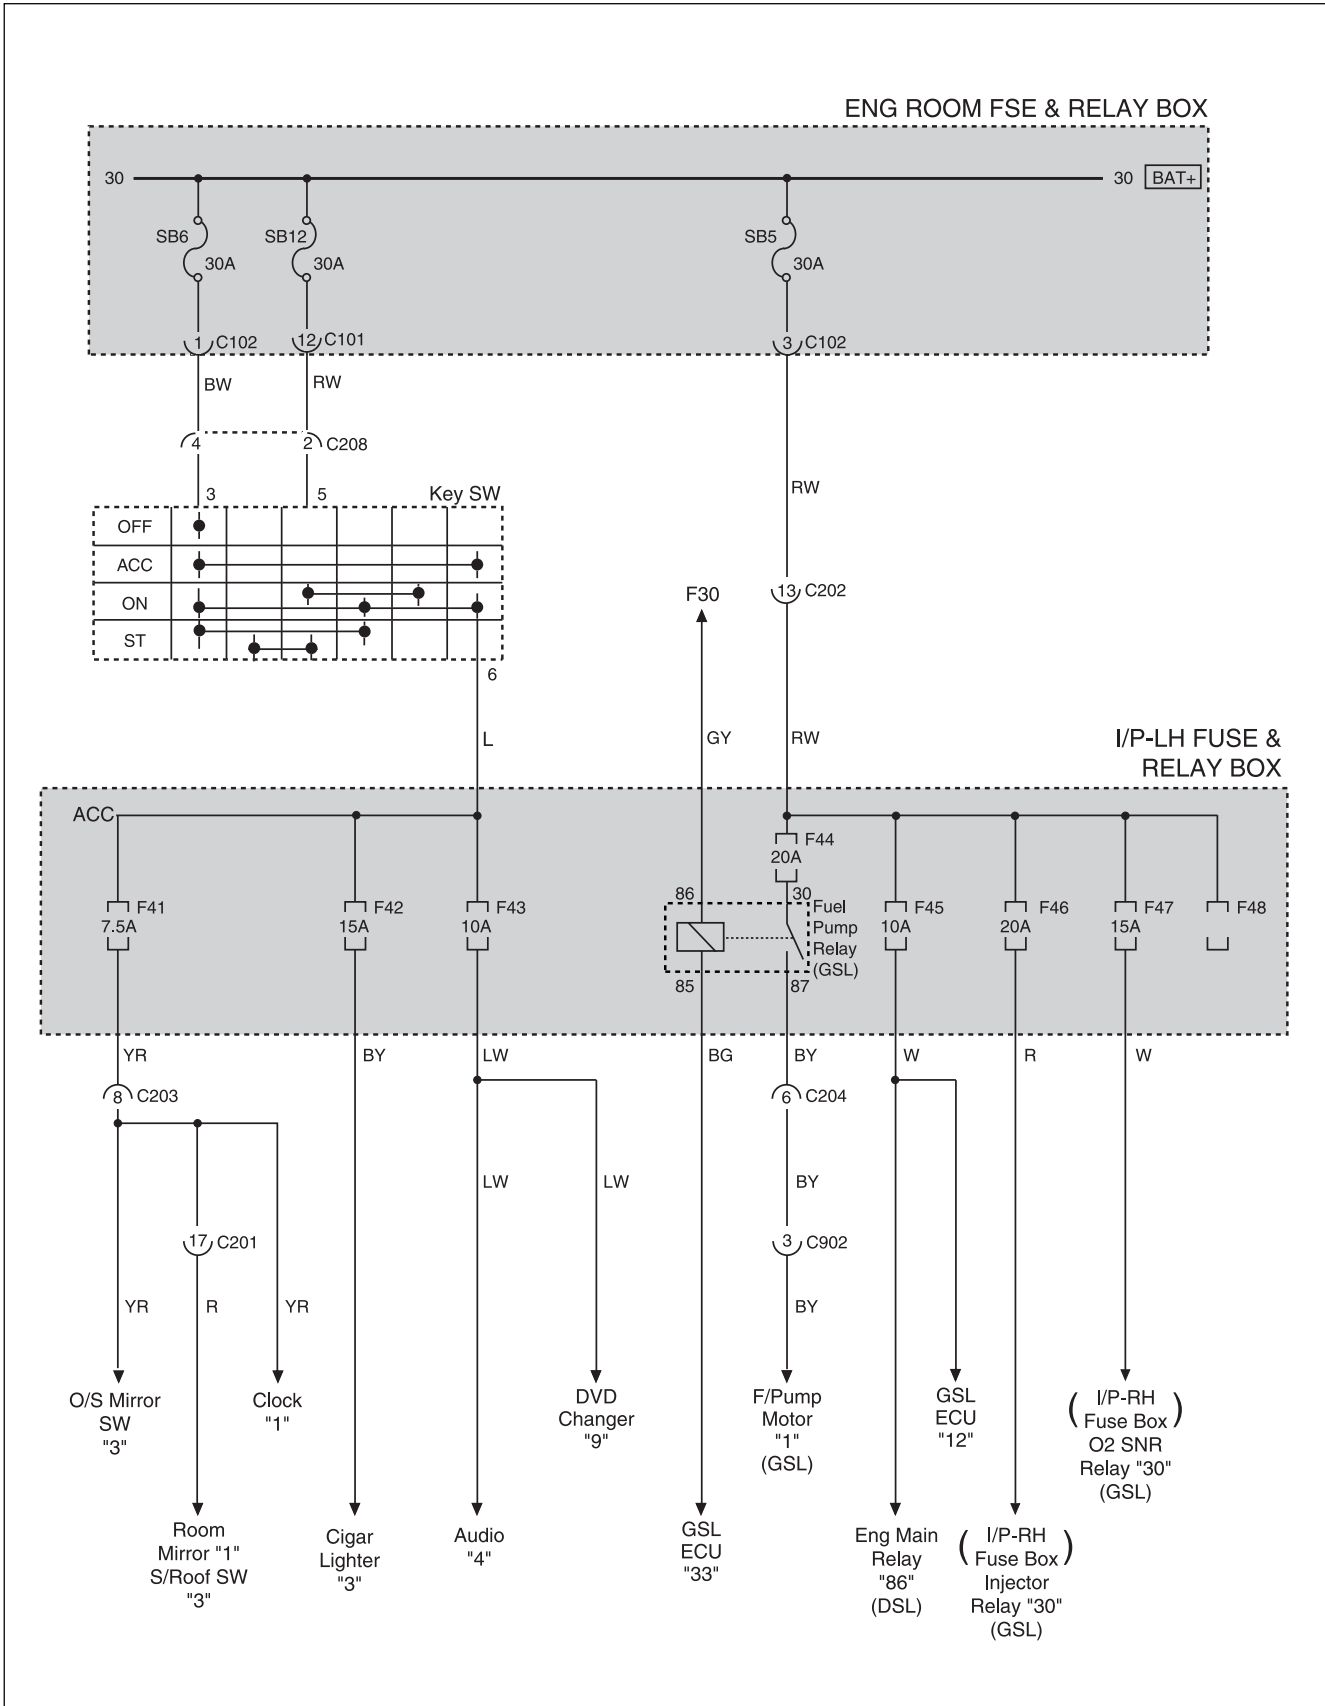 ENG ROOM FSE & RELAY BOX
30
30 BAT+
SB6
30A
SB12
30A
SB5
30A
1 C102
12 C101
3 C102
BW
RW
4
2 C208
RW
3
5
Key SW
OFF
ACC
ON
ST
6
F30
13 C202
L
GY
RW
I/P-LH FUSE &
RELAY BOX
ACC
F41
7.5A
F42
15A
F43
10A
F44
20A
86
30
Fuel
Pump
Relay
(GSL)
85
87
F45
10A
F46
20A
F47
15A
F48
YR
BY
LW
BG
BY
W
R
W
8 C203
6 C204
LW
LW
BY
17 C201
3 C902
YR
R
YR
BY
O/S Mirror
SW
"3"
Clock
"1"
DVD
Changer
"9"
F/Pump
Motor
"1"
(GSL)
GSL
ECU
"12"
( I/P-RH
Fuse Box )
O2 SNR
Relay "30"
(GSL)
Room
Mirror "1"
S/Roof SW
"3"
Cigar
Lighter
"3"
Audio
"4"
GSL
ECU
"33"
Eng Main
Relay
"86"
(DSL)
( I/P-RH
Fuse Box )
Injector
Relay "30"
(GSL)